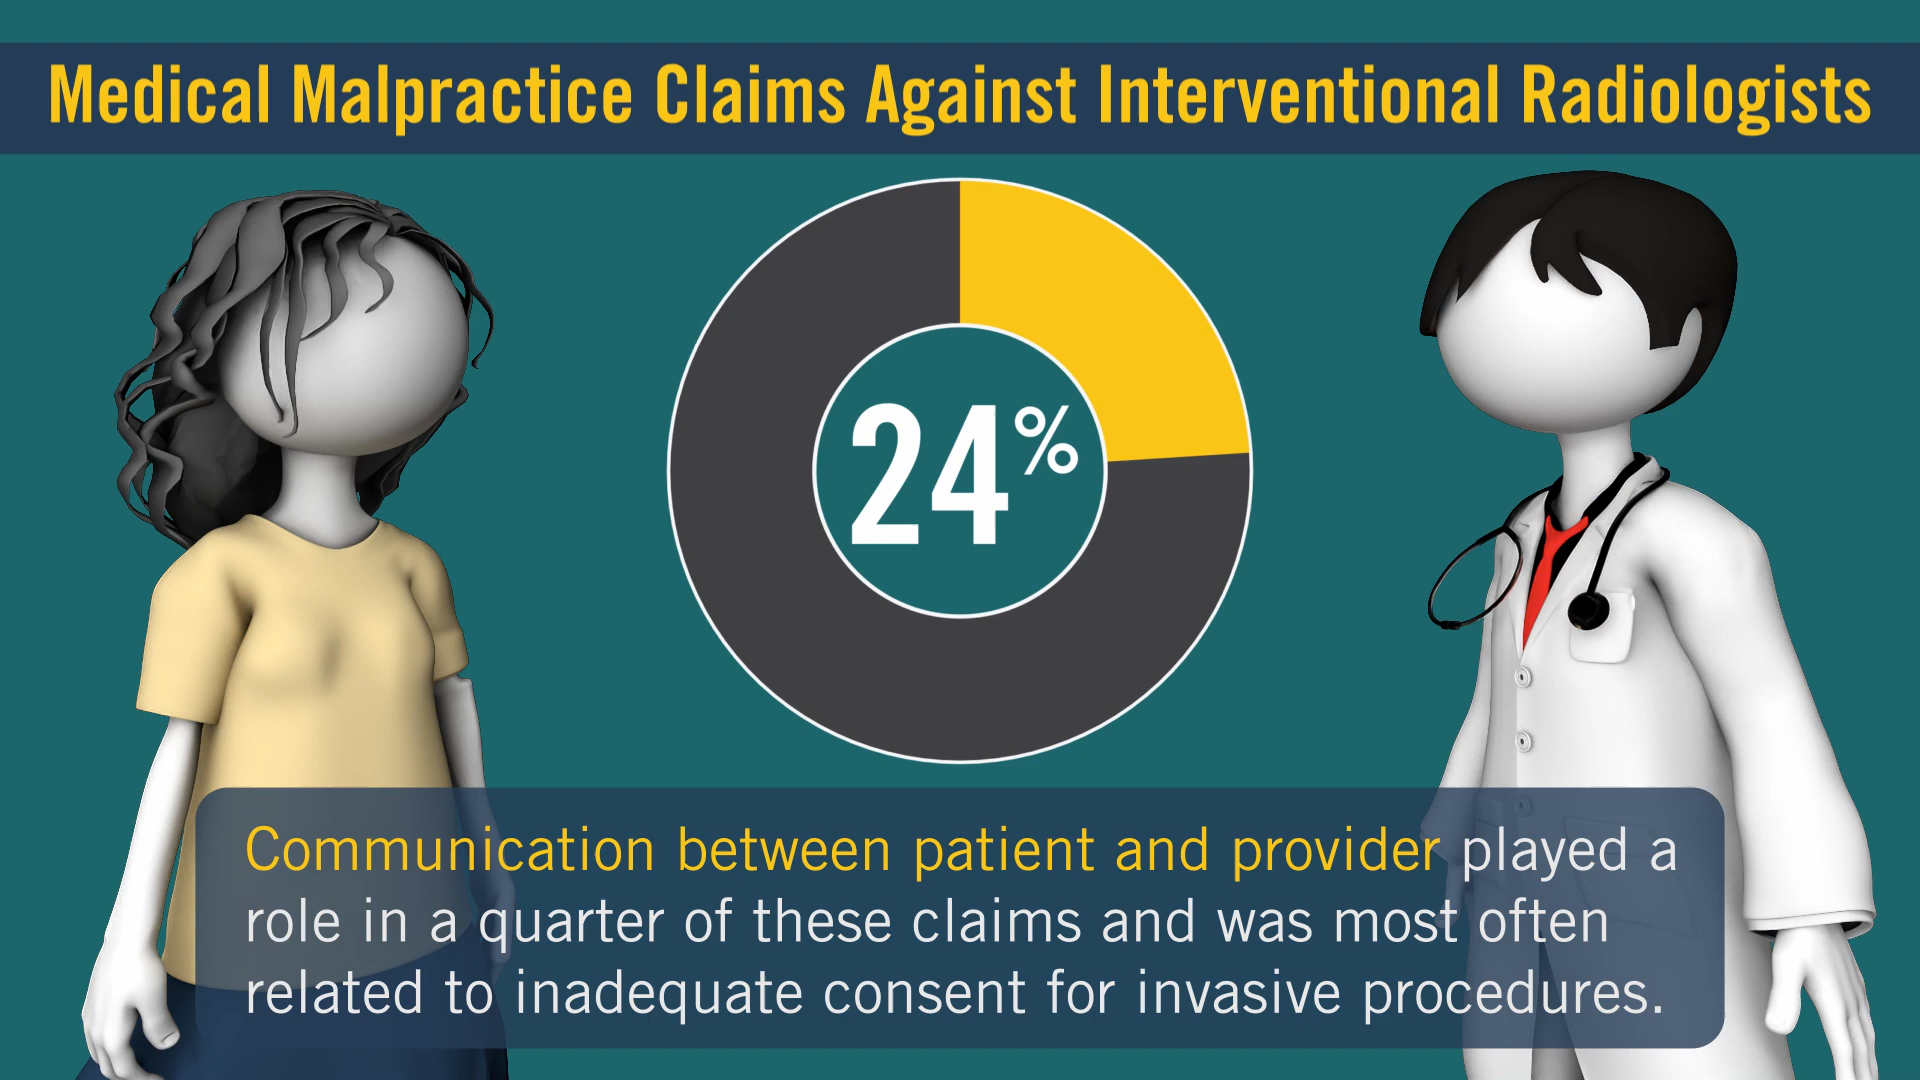 Medical Malpractice Claims Against Interventional Radiologists
24%
Communication between patient and provider played a
role in a quarter of these claims and was most often
related to inadequate consent for invasive procedures.